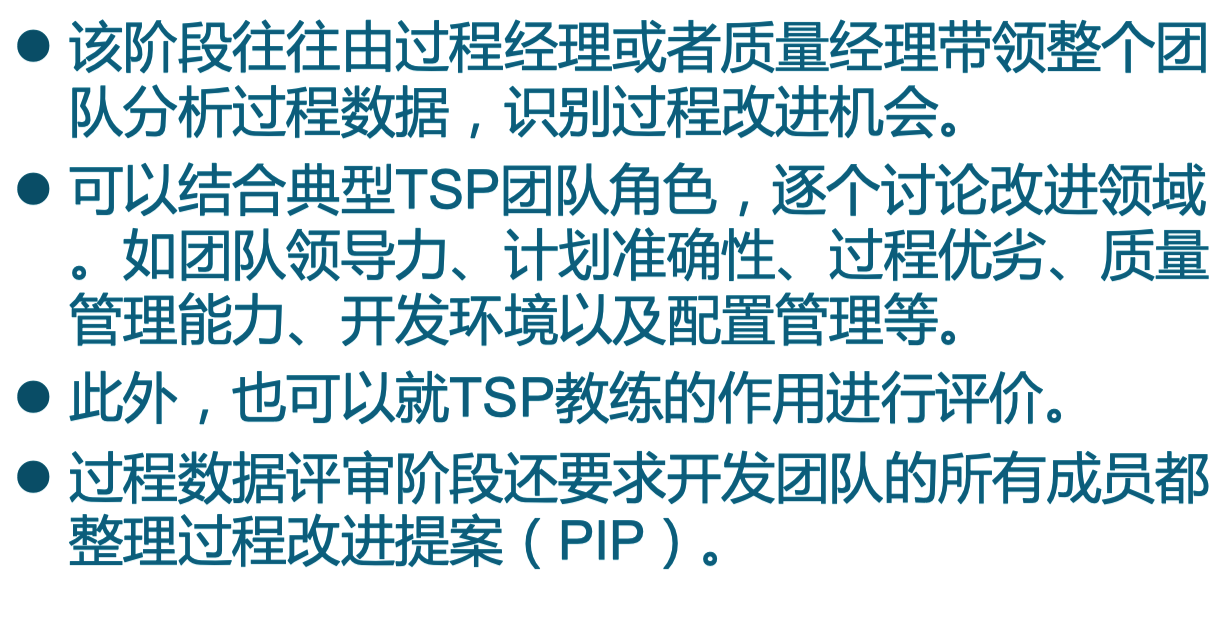 ● 该阶段往往由过程经理或者质量经理带领整个团
队分析过程数据，识别过程改进机会。
● 可以结合典型TSP团队角色，逐个讨论改进领域
。如团队领导力、计划准确性、过程优劣、质量
管理能力、开发环境以及配置管理等。
● 此外，也可以就TSP教练的作用进行评价。
● 过程数据评审阶段还要求开发团队的所有成员都
整理过程改进提案（PIP）。